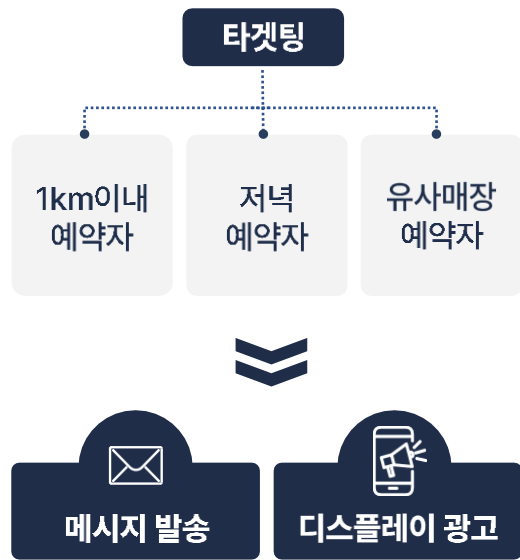 타겟팅
1km이내
예약자
저녁
예약자
유사매장
예약자
메시지 발송
디스플레이 광고